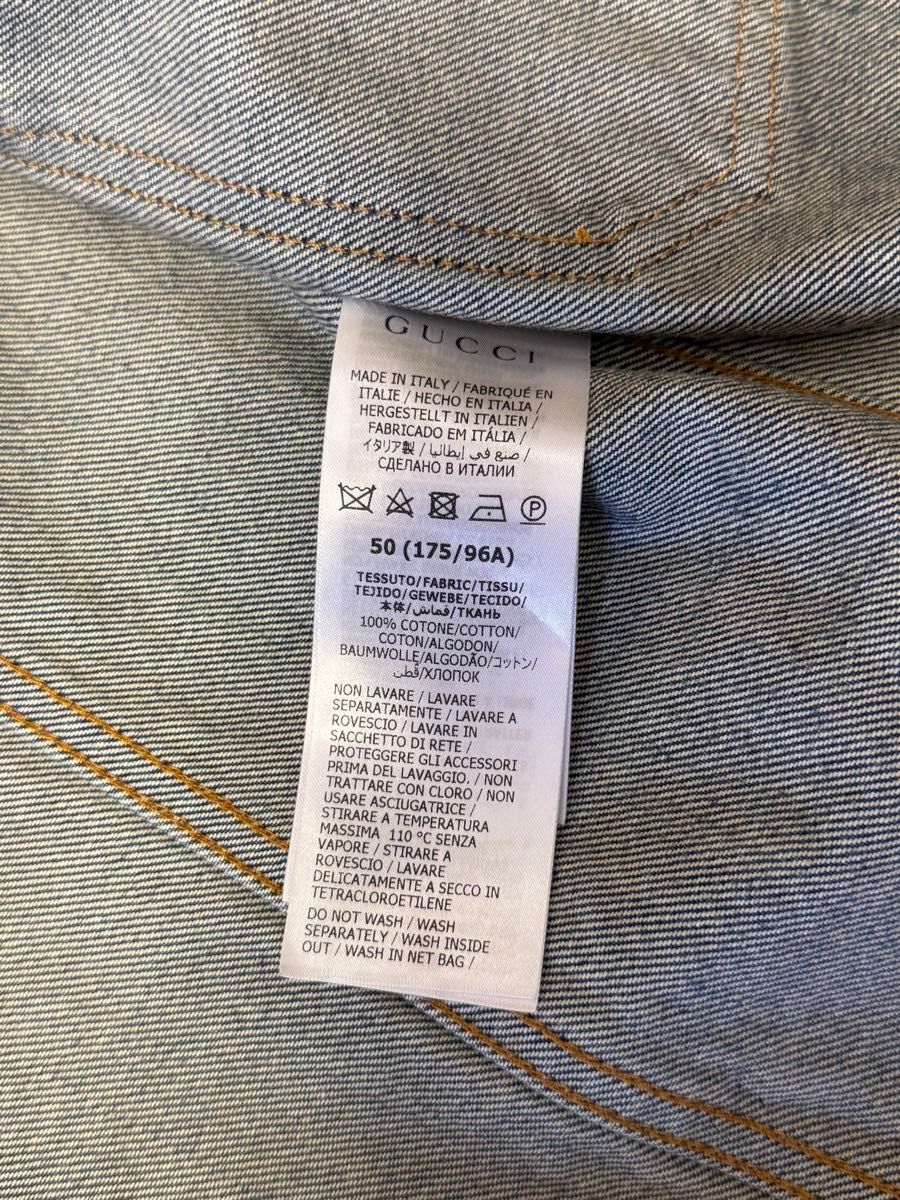 GUCCI
MADE IN ITALY / FABRIQUÉ EN
ITALIE / HECHO EN ITALIA /
HERGESTELLT IN ITALIEN /
FABRICADO EM ITÁLIA /
イタリア製 / صنع في إيطاليا /
СДЕЛАНО В ИТАЛИИ
P
50 (175/96A)
TESSUTO/FABRIC/TISSU/
TEJIDO/GEWEBE/TECIDO/
本体/قماش/ТКАНЬ
100% COTONE/COTTON/
COTON/ALGODON/
BAUMWOLLE/ALGODÃO/コットン/
قطن/ХЛОПОК
NON LAVARE / LAVARE
SEPARATAMENTE / LAVARE A
ROVESCIO / LAVARE IN
SACCHETTO DI RETE /
PROTEGGERE GLI ACCESSORI
PRIMA DEL LAVAGGIO. / NON
TRATTARE CON CLORO / NON
USARE ASCIUGATRICE /
STIRARE A TEMPERATURA
MASSIMA 110 °C SENZA
VAPORE / STIRARE A
ROVESCIO / LAVARE
DELICATAMENTE A SECCO IN
TETRACLOROETILENE
DO NOT WASH / WASH
SEPARATELY / WASH INSIDE
OUT / WASH IN NET BAG /